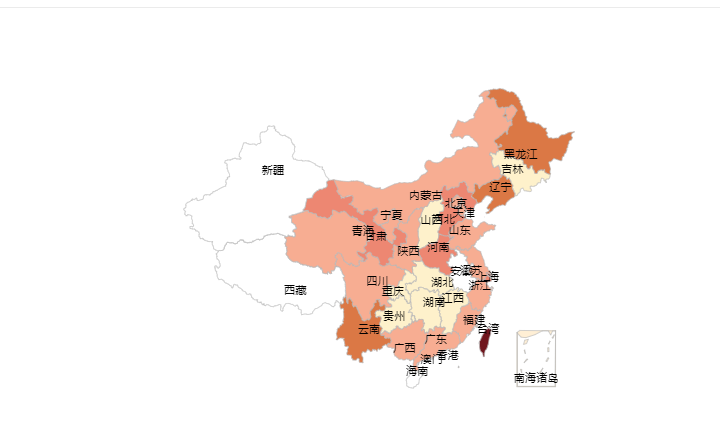 黑龙江
吉林
新疆
辽宁
内蒙古
北京
天津
宁夏
山西
河北
青海
山东
甘肃
河南
陕西
安徽
江苏
上海
四川
湖北
浙江
西藏
重庆
湖南
江西
贵州
福建
云南
台湾
广东
广西
香港
澳门
海南
南海诸岛